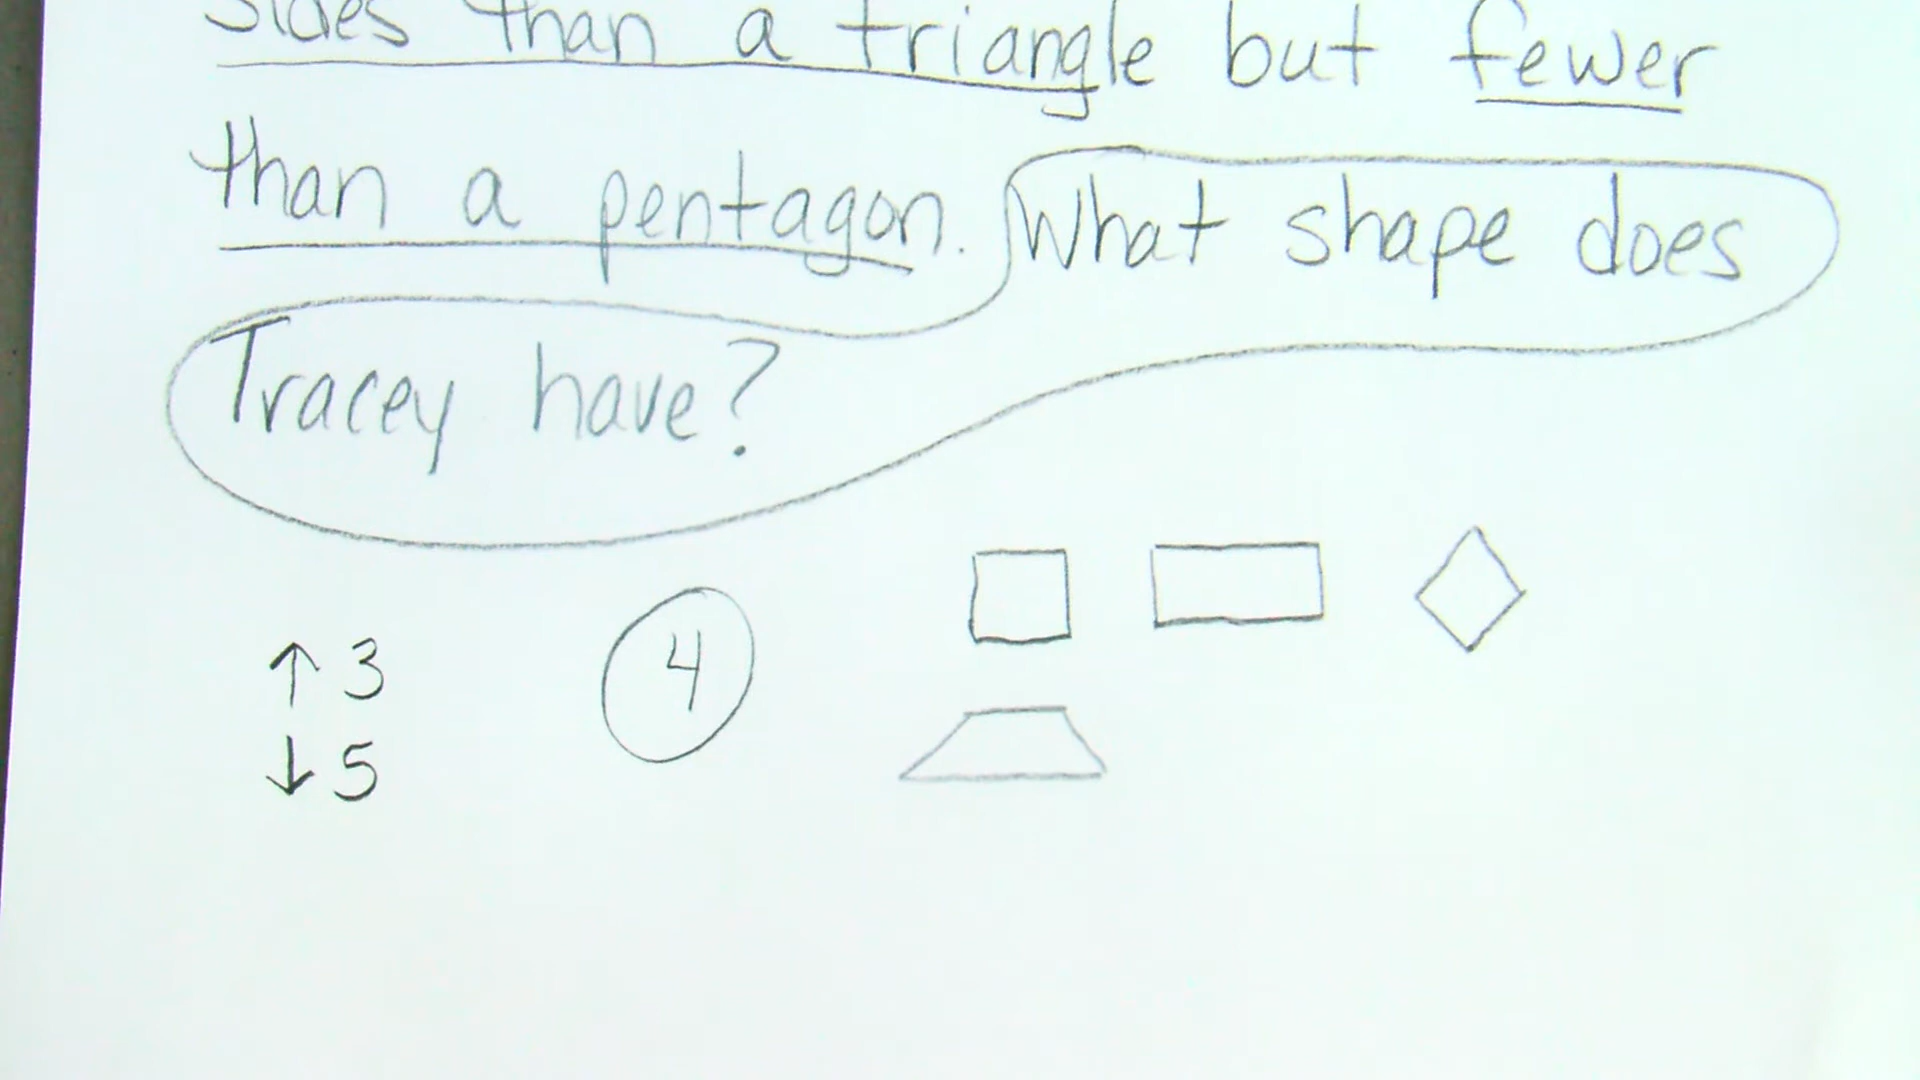 sides than a triangle but fewer
than a pentagon. What shape does
Tracey have?
↑ 3
4
↓ 5